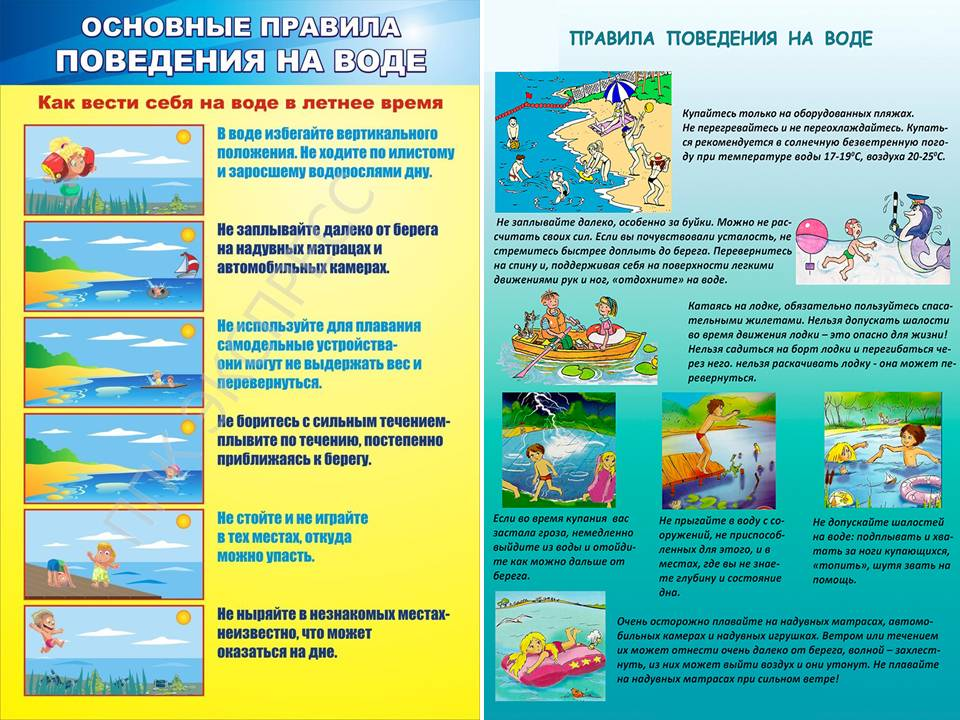 ОСНОВНЫЕ ПРАВИЛА
ПОВЕДЕНИЯ НА ВОДЕ
Как вести себя на воде в летнее время
В воде избегайте вертикального
положения. Не ходите по илистому
и заросшему водорослями дну.
Не заплывайте далеко от берега
на надувных матрацах и
автомобильных камерах.
Не используйте для плавания
самодельные устройства-
они могут не выдержать вес и
перевернуться.
Не боритесь с сильным течением-
плывите по течению, постепенно
приближаясь к берегу.
Не стойте и не играйте
в тех местах, откуда
можно упасть.
Не ныряйте в незнакомых местах-
неизвестно, что может
оказаться на дне.
ПРАВИЛА ПОВЕДЕНИЯ НА ВОДЕ
Купайтесь только на оборудованных пляжах.
Не перегревайтесь и не переохлаждайтесь. Купать-
ся рекомендуется в солнечную безветренную пого-
ду при температуре воды 17-19⁰С, воздуха 20-25⁰С.
Не заплывайте далеко, особенно за буйки. Можно не рас-
считать своих сил. Если вы почувствовали усталость, не
стремитесь быстрее доплыть до берега. Перевернитесь
на спину и, поддерживая себя на поверхности легкими
движениями рук и ног, «отдохните» на воде.
Катаясь на лодке, обязательно пользуйтесь спаса-
тельными жилетами. Нельзя допускать шалости
во время движения лодки – это опасно для жизни!
Нельзя садиться на борт лодки и перегибаться че-
рез него. нельзя раскачивать лодку - она может пе-
ревернуться.
Если во время купания вас
застала гроза, немедленно
выйдите из воды и отойди-
те как можно дальше от
берега.
Не прыгайте в воду с со-
оружений, не приспособ-
ленных для этого, и в
местах, где вы не знае-
те глубину и состояние
дна.
Не допускайте шалостей
на воде: подплывать и хва-
тать за ноги купающихся,
«топить», шутя звать на
помощь.
Очень осторожно плавайте на надувных матрасах, автомо-
бильных камерах и надувных игрушках. Ветром или течением
их может отнести очень далеко от берега, волной – захлест-
нуть, из них может выйти воздух и они утонут. Не плавайте
на надувных матрасах при сильном ветре!